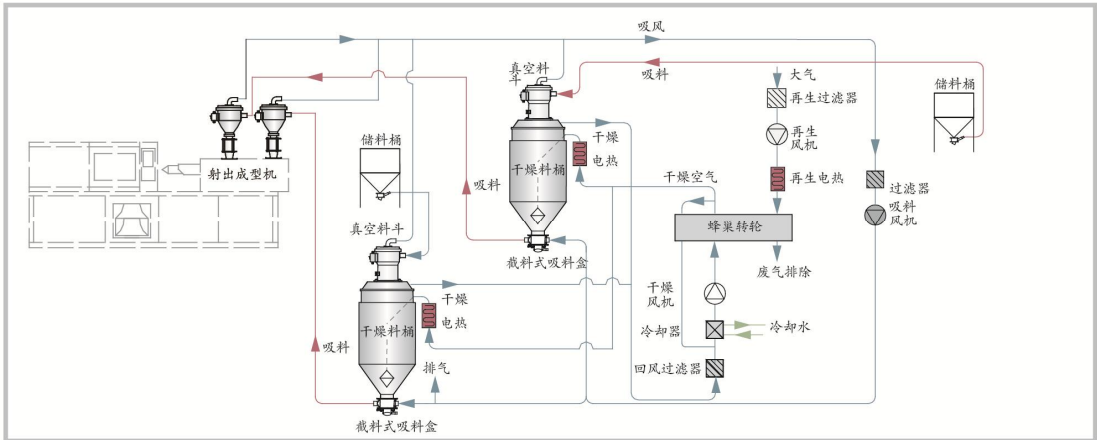 吸风
真空料
斗
吸料
大气
再生过滤器
储料桶
再生
风机
储料桶
干燥
电热
射出成型机
干燥料桶
吸料
干燥空气
再生电热
过滤器
吸料
风机
真空料斗
蜂巢转轮
截料式吸料盒
废气排除
干燥
风机
干燥
电热
干燥料桶
冷却器
冷却水
吸料
排气
回风过滤器
截料式吸料盒